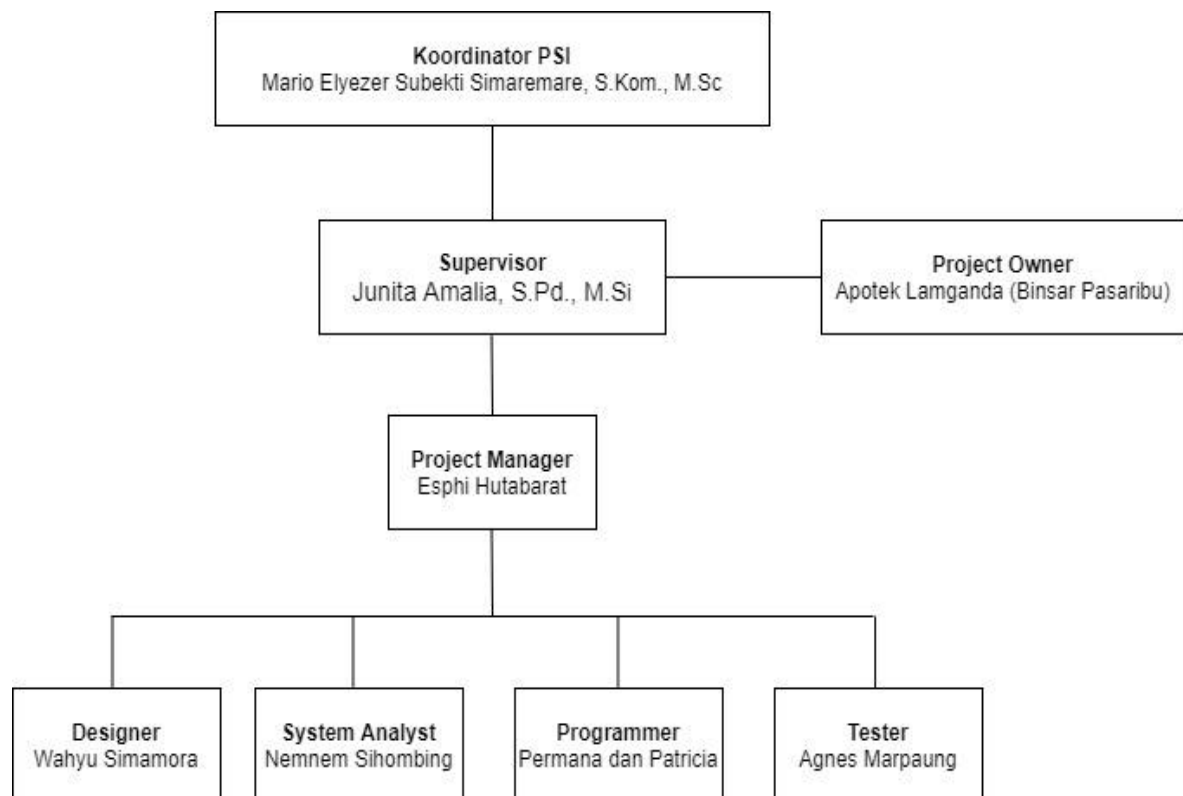 Koordinator PSI
Mario Elyezer Subekti Simaremare, S.Kom., M.Sc
Supervisor
Junita Amalia, S.Pd., M.Si
Project Owner
Apotek Lamganda (Binsar Pasaribu)
Project Manager
Esphi Hutabarat
Designer
Wahyu Simamora
System Analyst
Nemnem Sihombing
Programmer
Permana dan Patricia
Tester
Agnes Marpaung